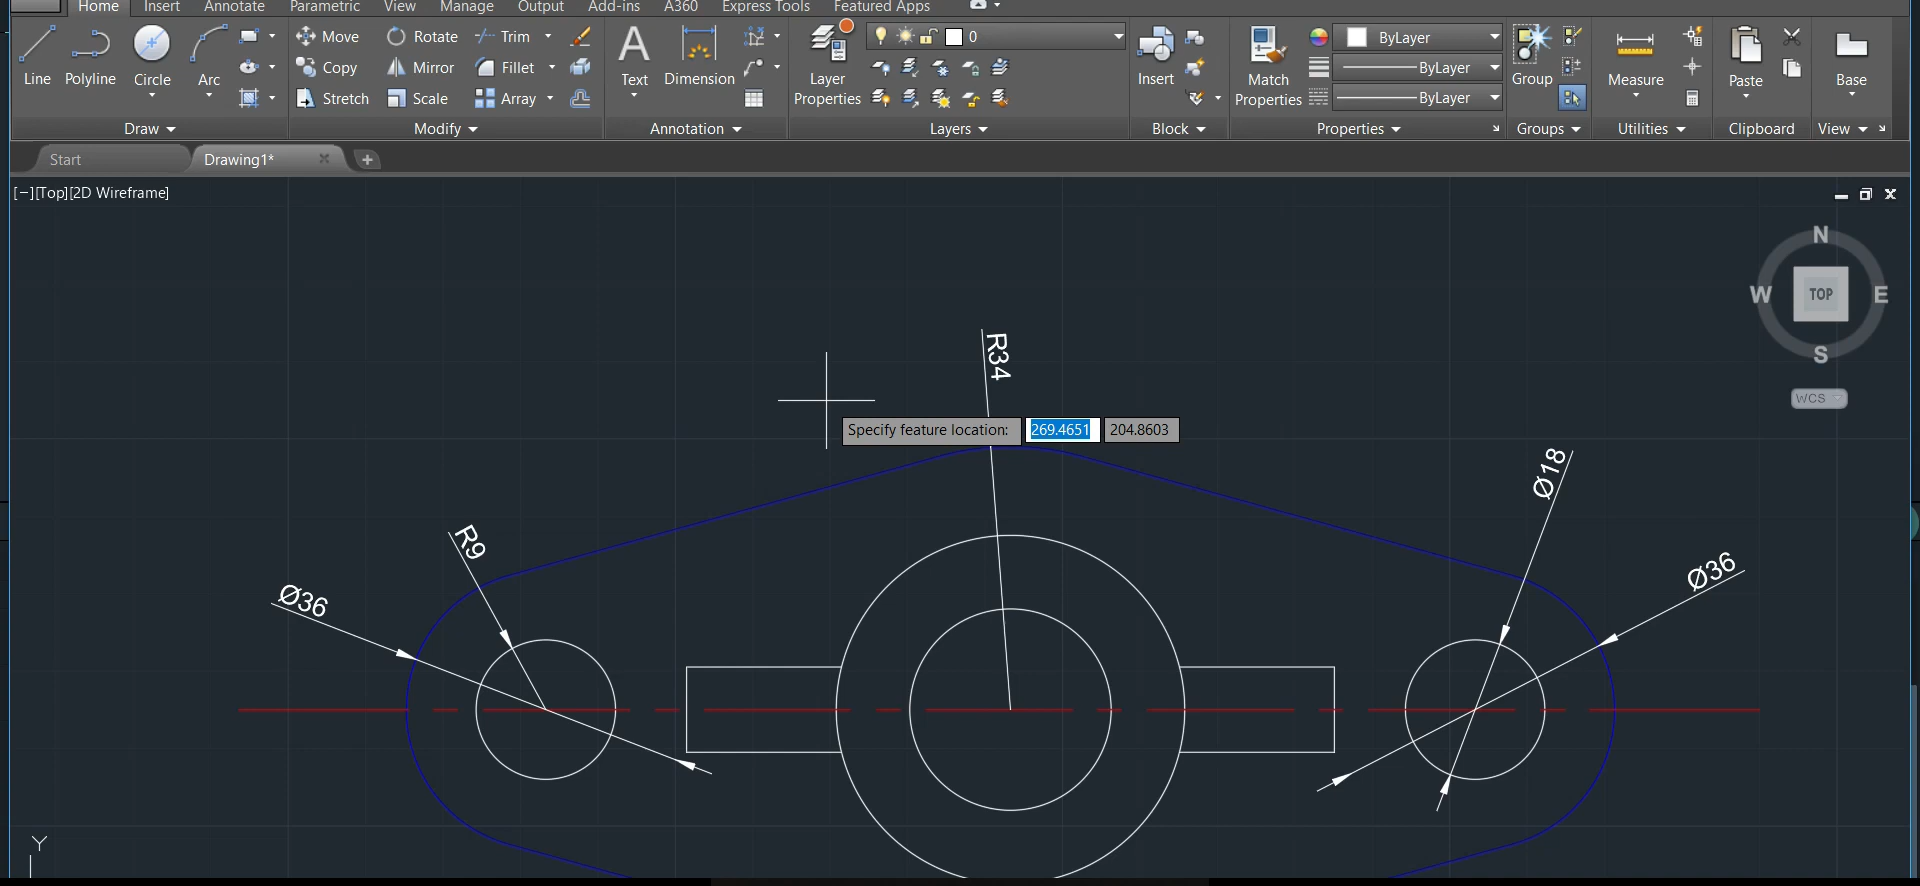 Home Insert Annotate Parametric View Manage Output Add-ins A360 Express Tools Featured Apps
Line Polyline Circle Arc
Move Rotate Trim
Copy Mirror Fillet
Stretch Scale Array
Text Dimension
Layer Properties
0
Insert
Match Properties
ByLayer
ByLayer
ByLayer
Group
Measure
Paste
Base
Draw Modify Annotation Layers Block Properties Groups Utilities Clipboard View
Start Drawing1* +
[−][Top][2D Wireframe]
N
W TOP E
S
WCS
R34
Specify feature location: 269.4651 204.8603
Ø18
R9
Ø36
Ø36
Y